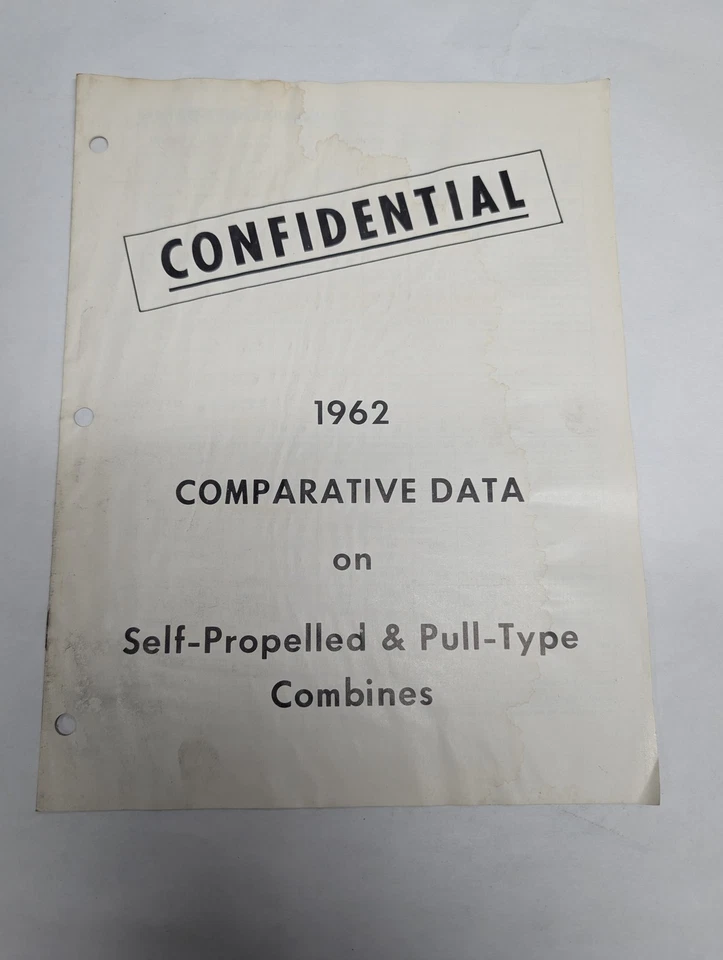 CONFIDENTIAL
1962
COMPARATIVE DATA
on
Self-Propelled & Pull-Type
Combines